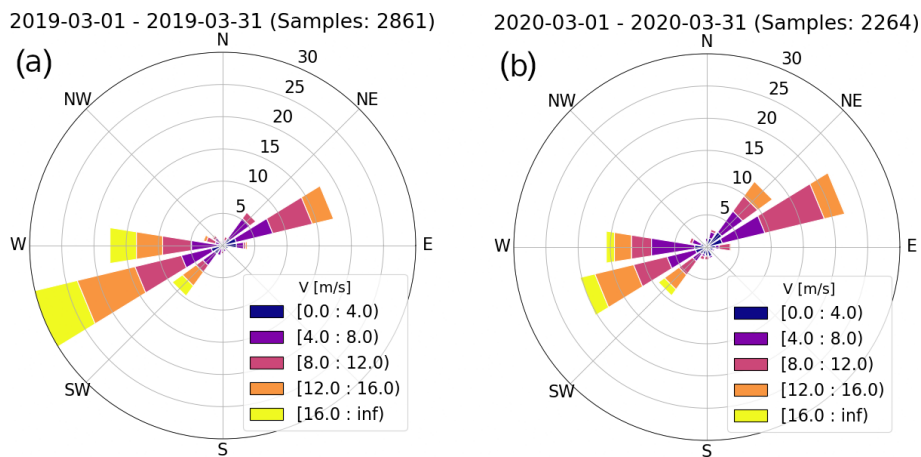 2019-03-01 - 2019-03-31 (Samples: 2861)
(a)
N
NE
E
S
SW
W
NW
5
10
15
20
25
30
V [m/s]
[0.0 : 4.0)
[4.0 : 8.0)
[8.0 : 12.0)
[12.0 : 16.0)
[16.0 : inf)
2020-03-01 - 2020-03-31 (Samples: 2264)
(b)
N
NE
E
S
SW
W
NW
5
10
15
20
25
30
V [m/s]
[0.0 : 4.0)
[4.0 : 8.0)
[8.0 : 12.0)
[12.0 : 16.0)
[16.0 : inf)